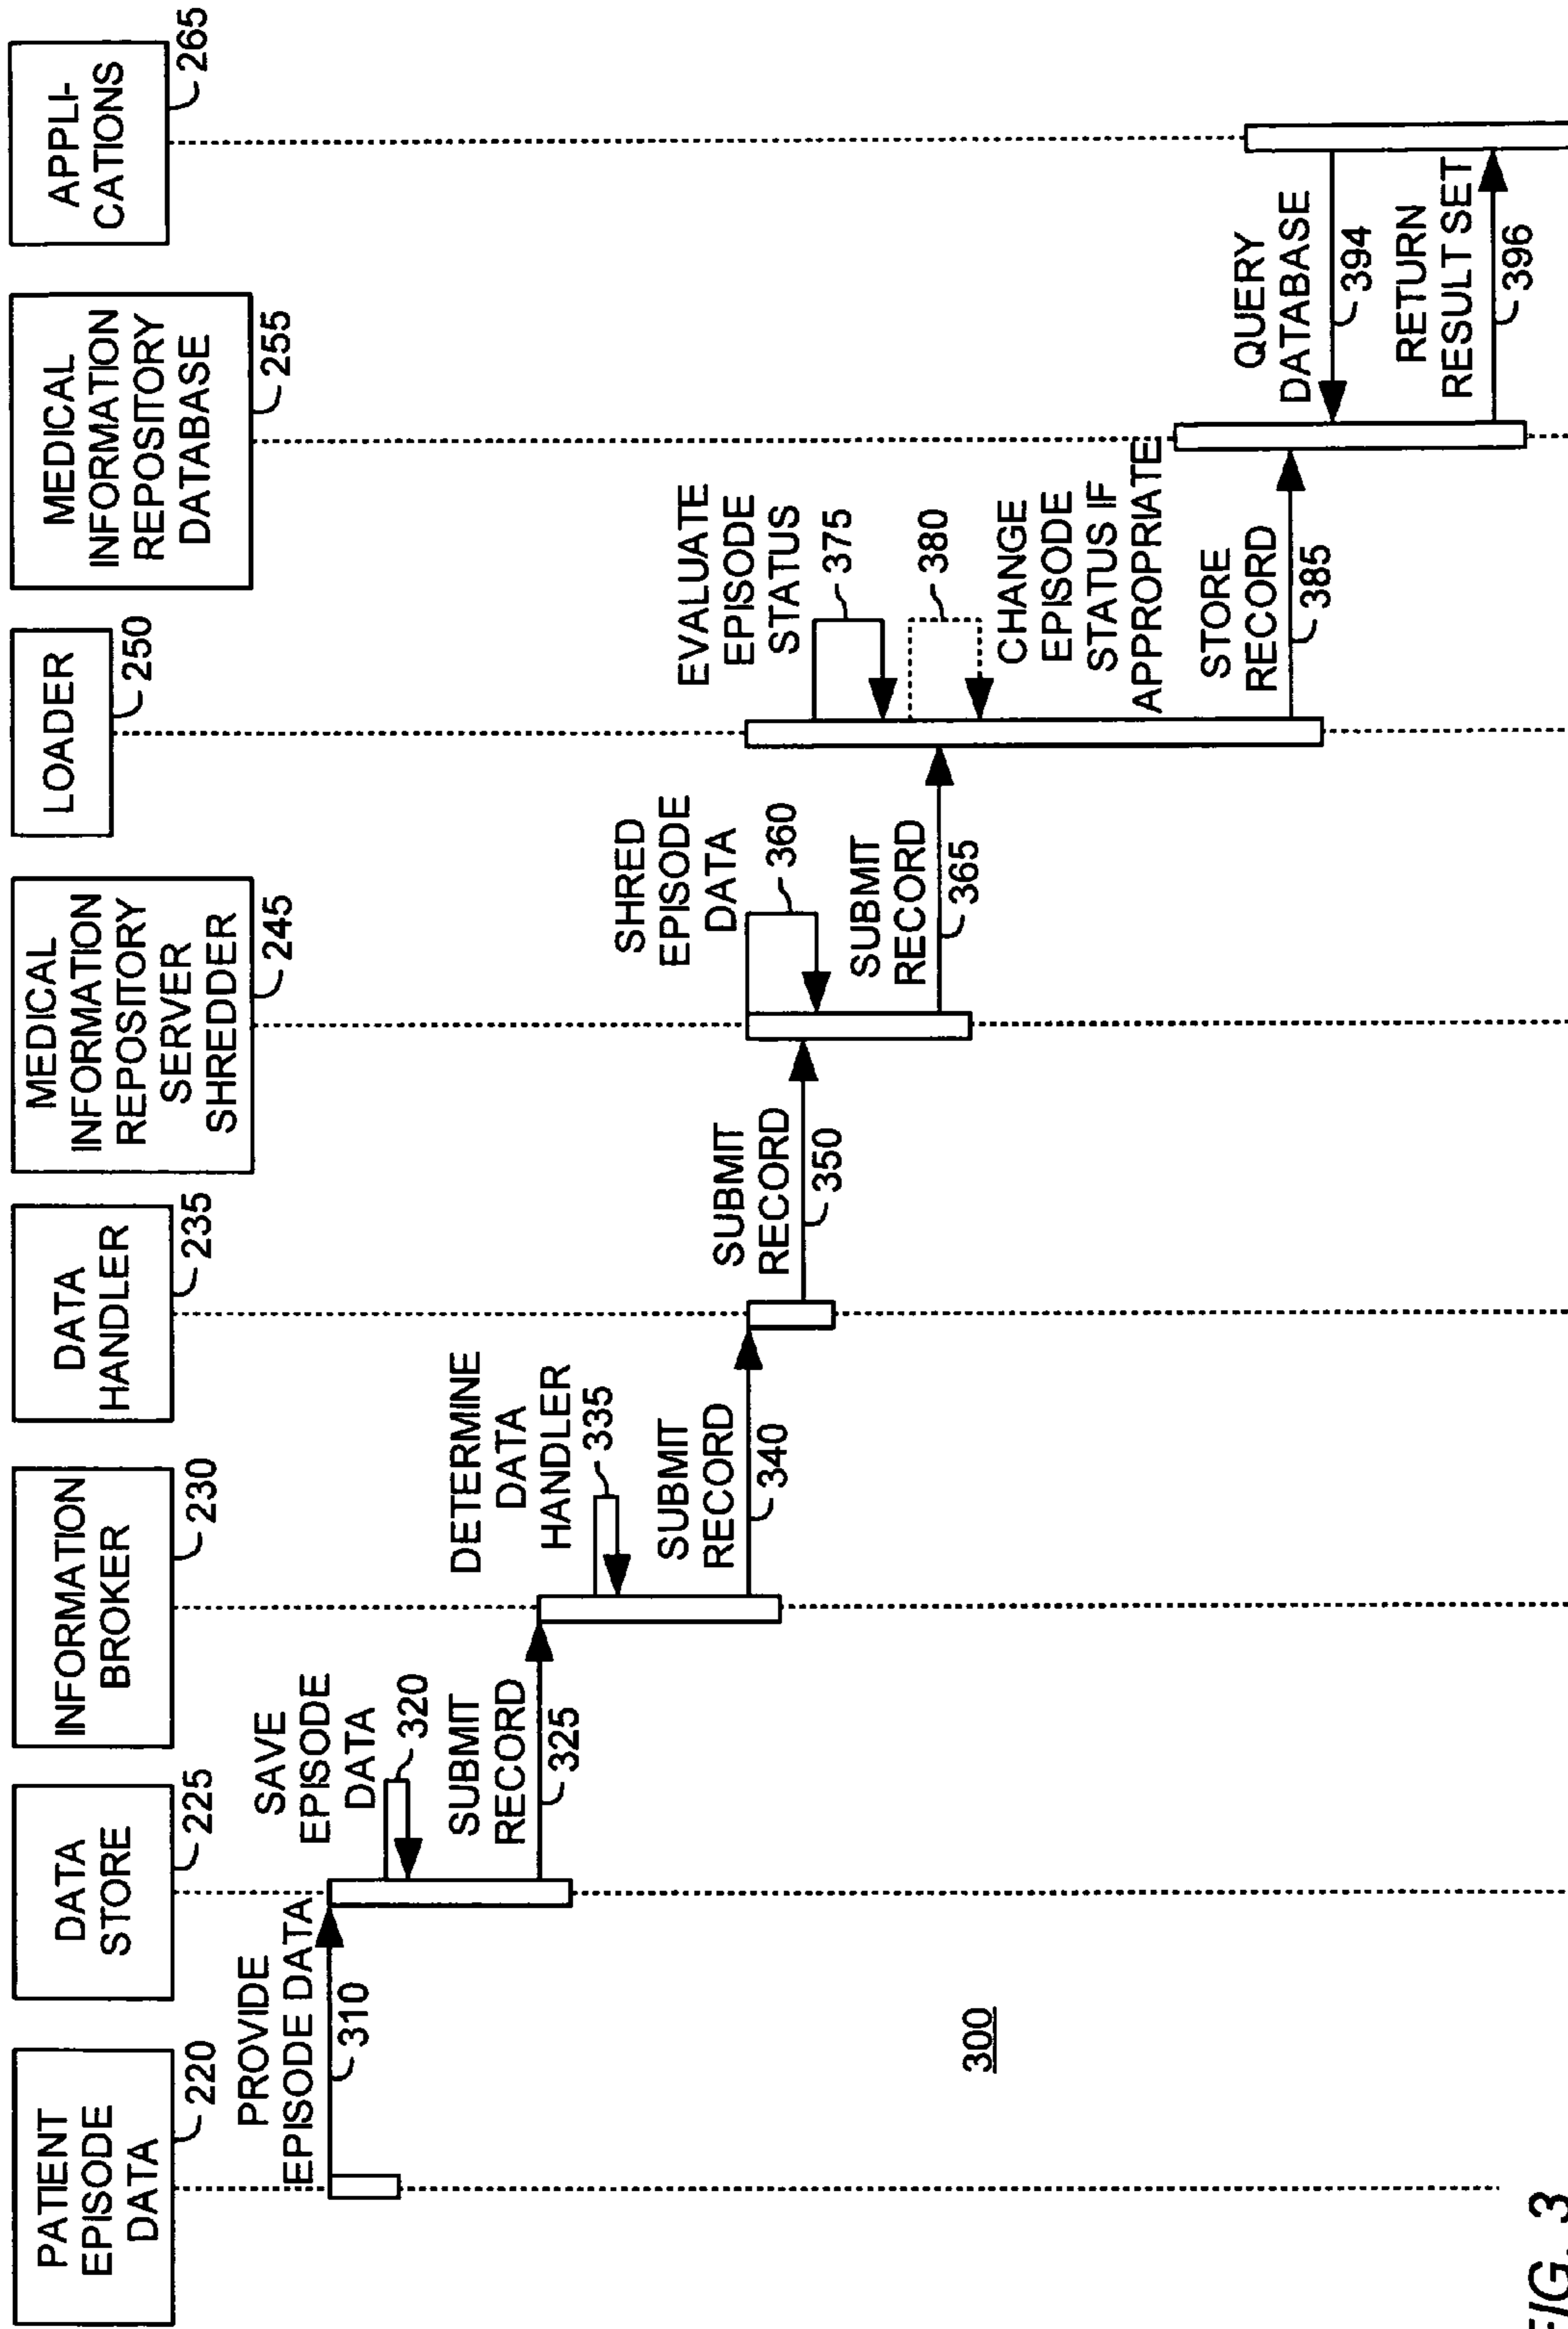 PATIENT
EPISODE
DATA
220
DATA
STORE
225
INFORMATION
BROKER
230
DATA
HANDLER
235
MEDICAL
INFORMATION
REPOSITORY
SERVER
SHREDDER
245
LOADER
250
MEDICAL
INFORMATION
REPOSITORY
DATABASE
255
APPLI-
CATIONS
265
PROVIDE
EPISODE DATA
310
SAVE
EPISODE
DATA
320
SUBMIT
RECORD
325
DETERMINE
DATA
HANDLER
335
SUBMIT
RECORD
340
SUBMIT
RECORD
350
SHRED
EPISODE
DATA
360
SUBMIT
RECORD
365
EVALUATE
EPISODE
STATUS
375
380
CHANGE
EPISODE
STATUS IF
APPROPRIATE
STORE
RECORD
385
QUERY
DATABASE
394
RETURN
RESULT SET
396
300
FIG. 3